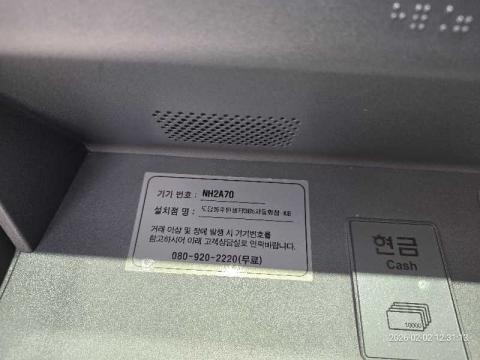 기기 번호 : NH2A70
설치점 명 :
거래 이상 및 장애 발생 시 기기번호를
참고하시어 아래 고객상담실로 연락바랍니다.
080-920-2220(무료)
현금
Cash
10000
2026-02-02 12:31:13